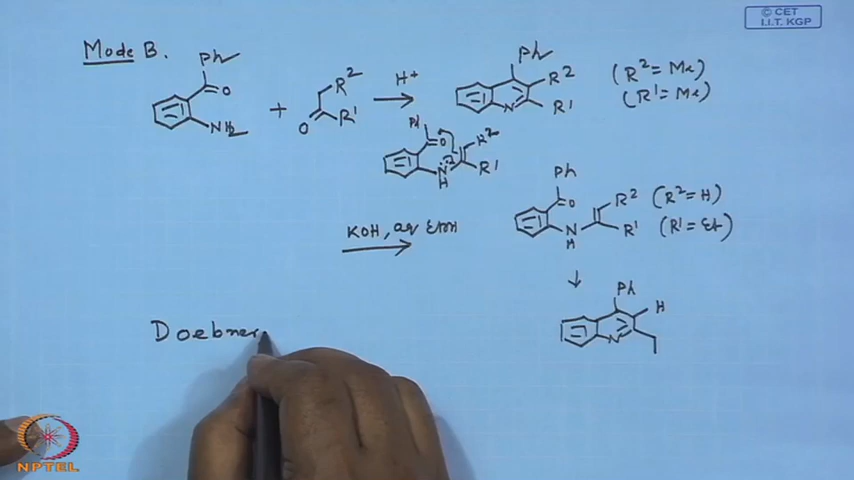 © CET
I.I.T. KGP
Mode B.
Ph
O
NH2
+
R2
R1
O
H+
Ph
R2
R1
N
(R2 = Me)
(R1 = Me)
Ph
O
R2
R1
N
H
KOH, aq EtOH
Ph
O
R2
R1
N
H
(R2 = H)
(R1 = Et)
Ph
H
N
Doebner
NPTEL